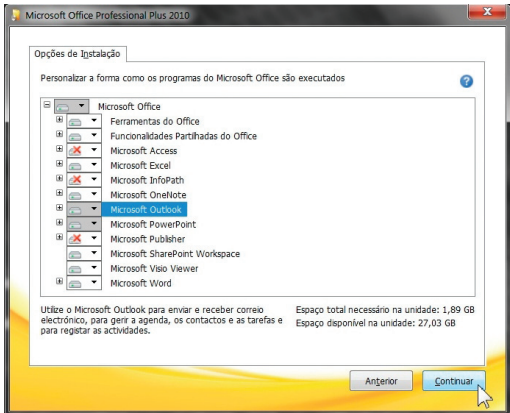 Microsoft Office Professional Plus 2010
Opções de Instalação
Personalizar a forma como os programas do Microsoft Office são executados
Microsoft Office
Ferramentas do Office
Funcionalidades Partilhadas do Office
Microsoft Access
Microsoft Excel
Microsoft InfoPath
Microsoft OneNote
Microsoft Outlook
Microsoft PowerPoint
Microsoft Publisher
Microsoft SharePoint Workspace
Microsoft Visio Viewer
Microsoft Word
Utilize o Microsoft Outlook para enviar e receber correio
electrónico, para gerir a agenda, os contactos e as tarefas e
para registar as actividades.
Espaço total necessário na unidade: 1,89 GB
Espaço disponível na unidade: 27,03 GB
Anterior
Continuar